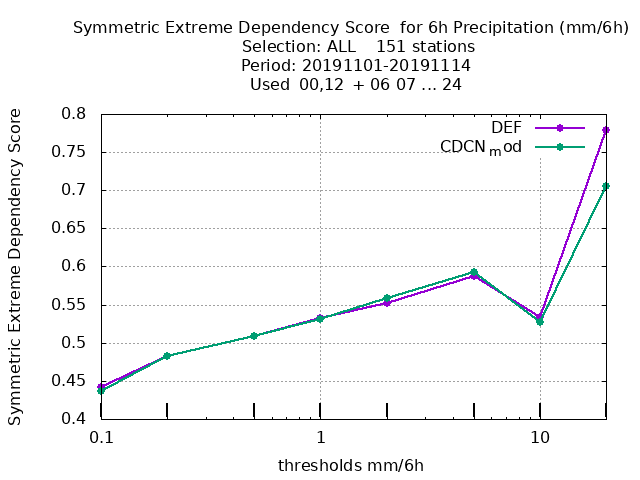 Symmetric Extreme Dependency Score  for 6h Precipitation (mm/6h)
Selection: ALL    151 stations
Period: 20191101-20191114
Used  00,12  + 06 07 ... 24
Symmetric Extreme Dependency Score
0.8
0.75
0.7
0.65
0.6
0.55
0.5
0.45
0.4
DEF
CDCN_mod
0.1
1
10
thresholds mm/6h